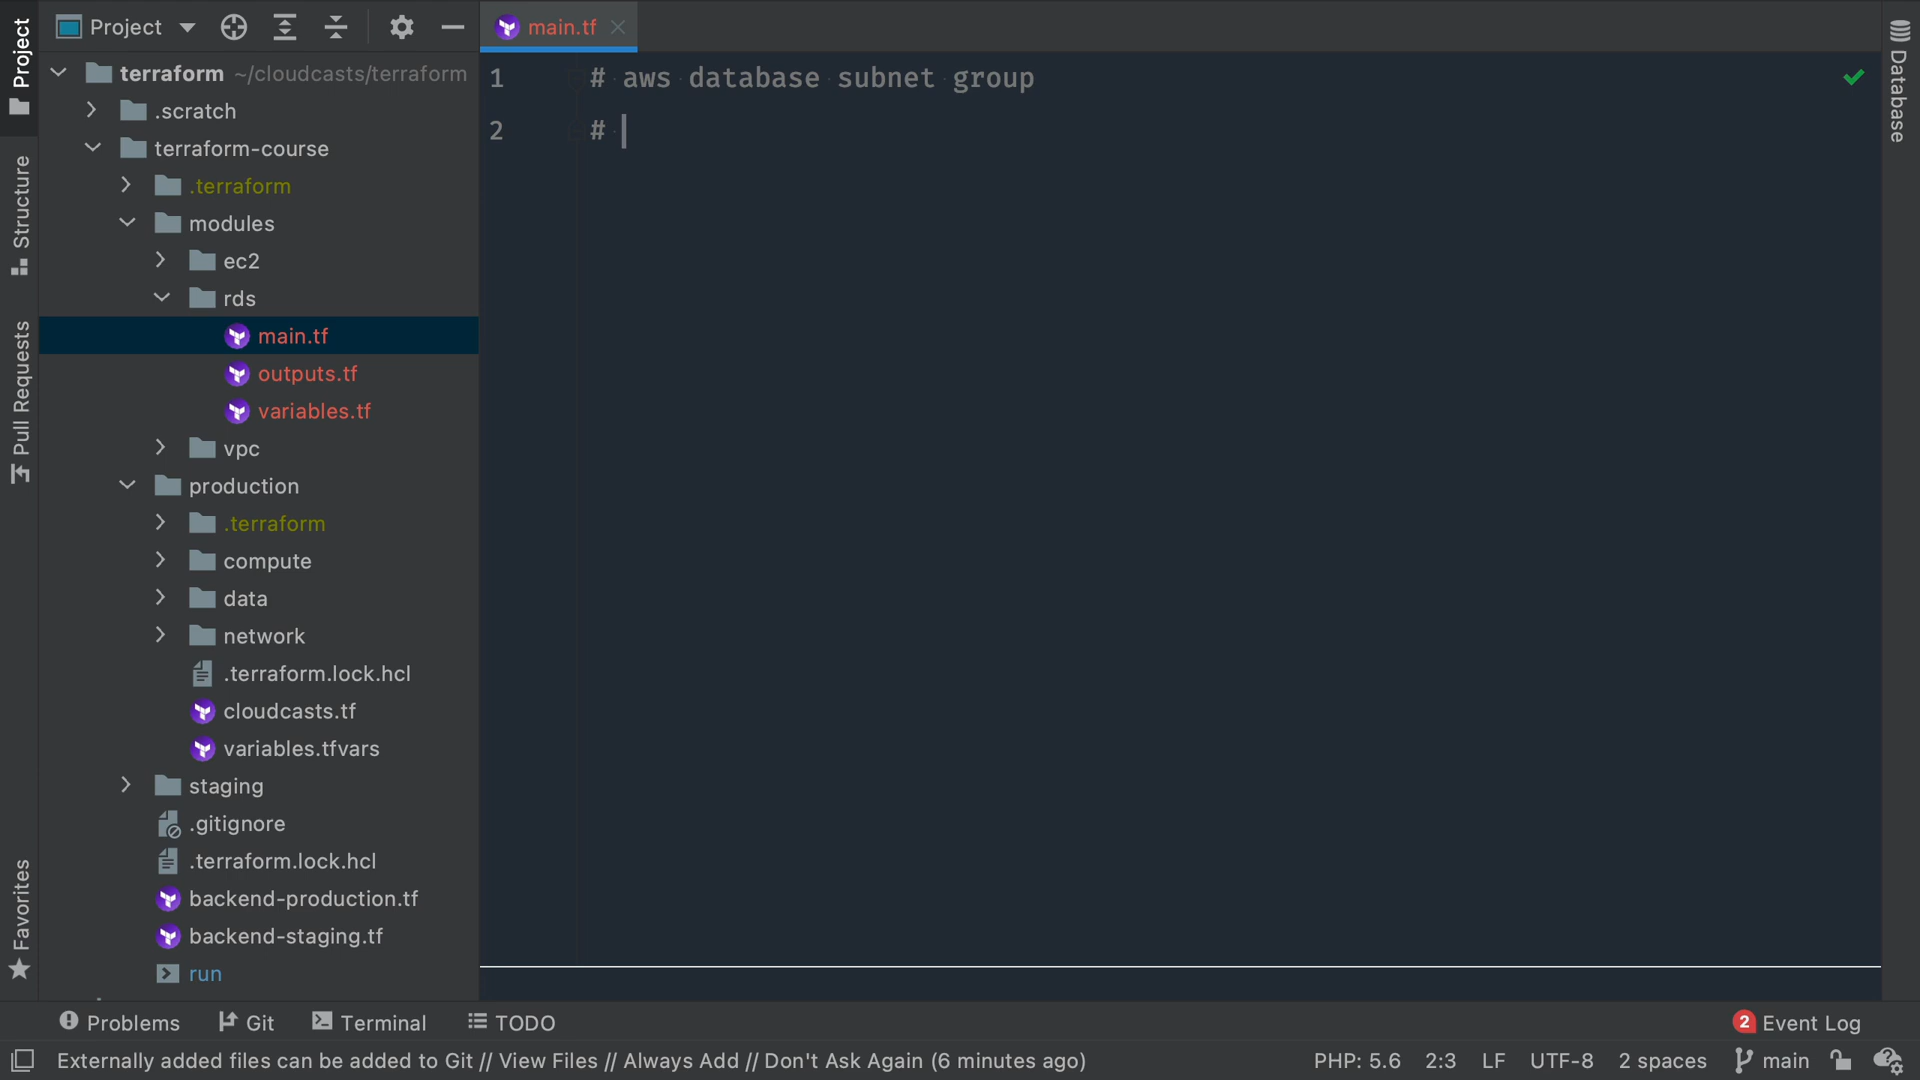 Project
Structure
Pull Requests
Favorites
Project
terraform ~/cloudcasts/terraform
.scratch
terraform-course
.terraform
modules
ec2
rds
main.tf
outputs.tf
variables.tf
vpc
production
.terraform
compute
data
network
.terraform.lock.hcl
cloudcasts.tf
variables.tfvars
staging
.gitignore
.terraform.lock.hcl
backend-production.tf
backend-staging.tf
run
main.tf
1 # aws database subnet group
2 #
Database
Problems Git Terminal TODO 2 Event Log
Externally added files can be added to Git // View Files // Always Add // Don't Ask Again (6 minutes ago) PHP: 5.6 2:3 LF UTF-8 2 spaces main